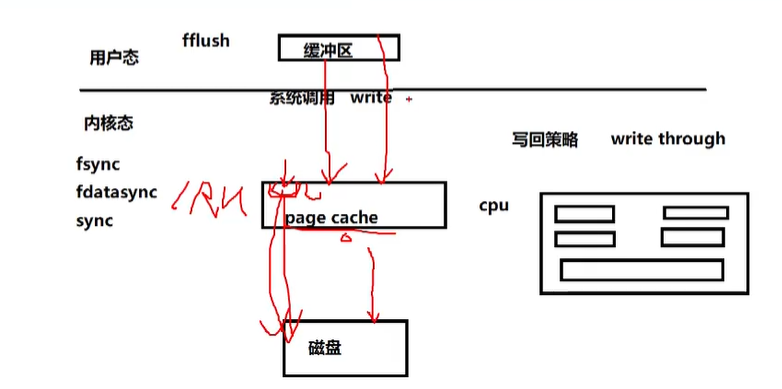 fflush
缓冲区
用户态
系统调用 write
内核态
写回策略 write through
fsync
fdatasync
LRU
sync
page cache
cpu
磁盘